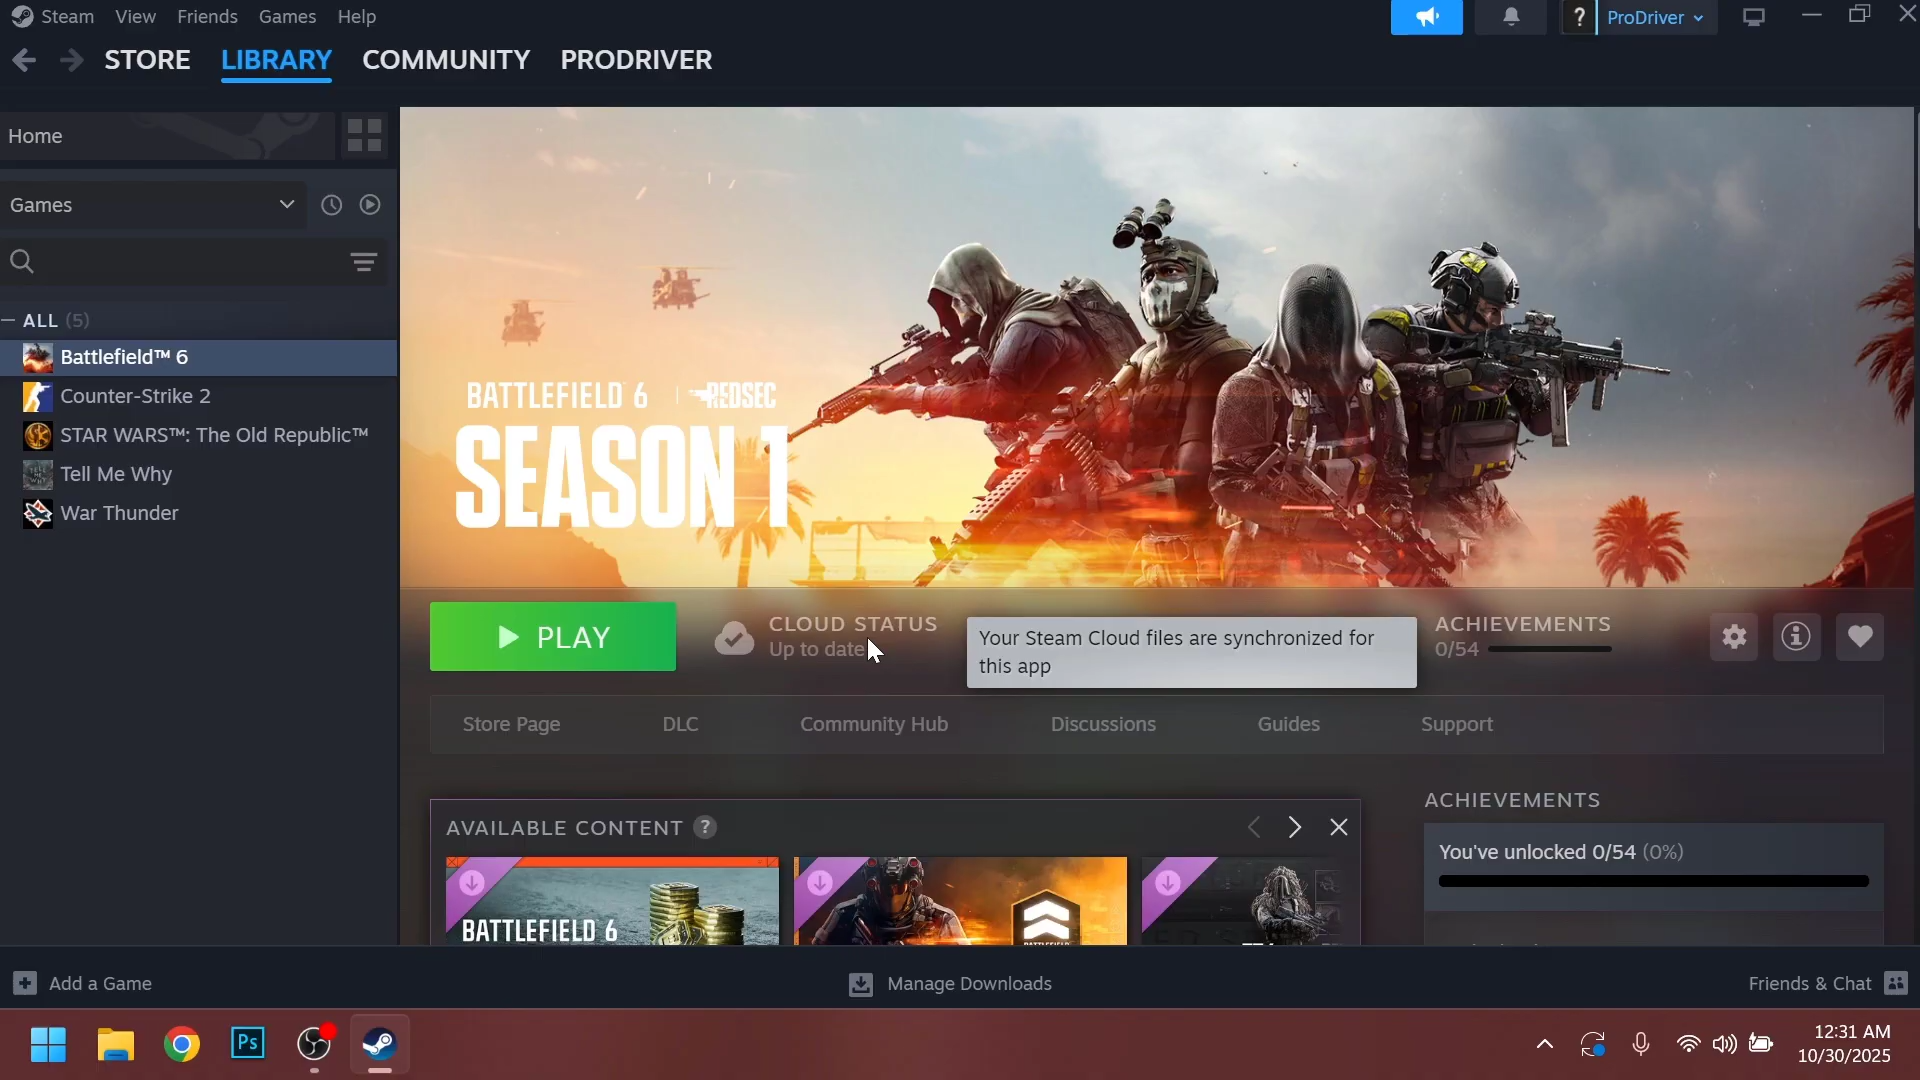 Steam View Friends Games Help
? ProDriver
STORE LIBRARY COMMUNITY PRODRIVER
Home
Games
ALL (5)
Battlefield™ 6
Counter-Strike 2
STAR WARS™: The Old Republic™
Tell Me Why
War Thunder
BATTLEFIELD 6 | REDSEC
SEASON 1
PLAY
CLOUD STATUS
Up to date
Your Steam Cloud files are synchronized for
this app
ACHIEVEMENTS
0/54
Store Page DLC Community Hub Discussions Guides Support
AVAILABLE CONTENT ?
BATTLEFIELD 6
ACHIEVEMENTS
You've unlocked 0/54 (0%)
Add a Game
Manage Downloads
Friends & Chat
Ps
12:31 AM
10/30/2025